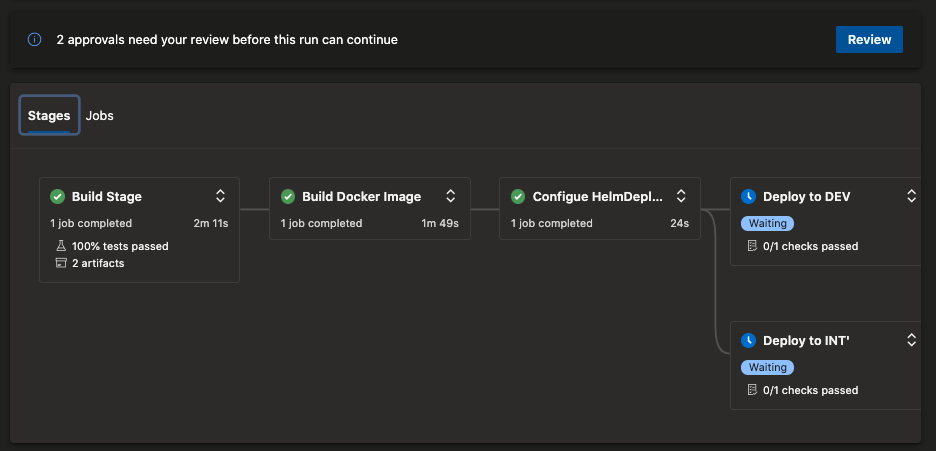 2 approvals need your review before this run can continue
Review
Stages
Jobs
Build Stage
1 job completed
2m 11s
100% tests passed
2 artifacts
Build Docker Image
1 job completed
1m 49s
Configue HelmDepl...
1 job completed
24s
Deploy to DEV
Waiting
0/1 checks passed
Deploy to INT'
Waiting
0/1 checks passed